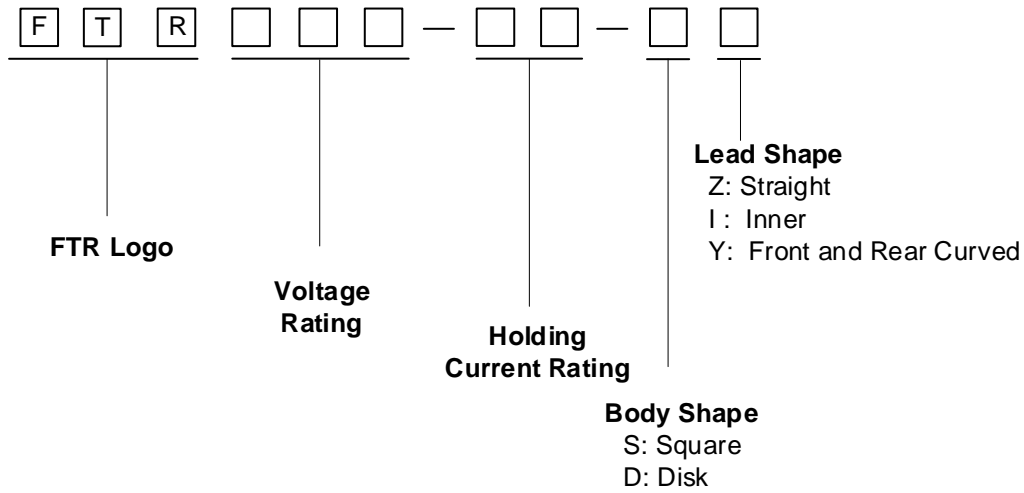 F T R — —
Lead Shape
Z: Straight
I : Inner
Y: Front and Rear Curved
FTR Logo
Voltage
Rating
Holding
Current Rating
Body Shape
S: Square
D: Disk